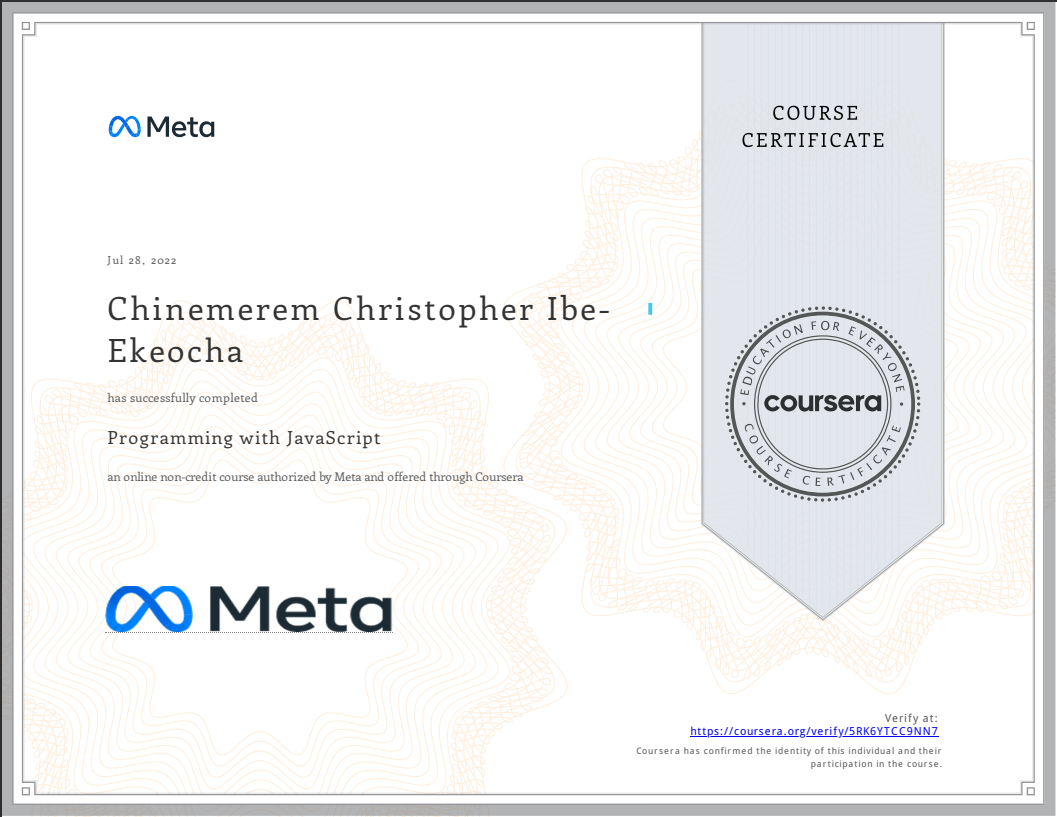 Meta
COURSE
CERTIFICATE
Jul 28, 2022
Chinemerem Christopher Ibe-
Ekeocha
has successfully completed
Programming with JavaScript
an online non-credit course authorized by Meta and offered through Coursera
EDUCATION FOR EVERYONE
coursera
COURSE CERTIFICATE
Meta
Verify at:
https://coursera.org/verify/5RK6YTCC9NN7
Coursera has confirmed the identity of this individual and their
participation in the course.